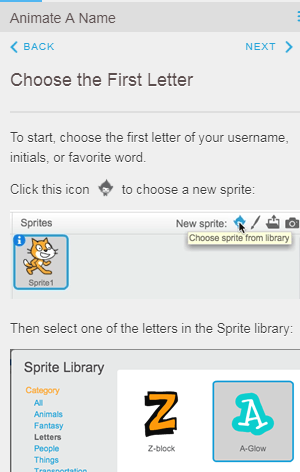 Animate A Name
BACK
NEXT
Choose the First Letter
To start, choose the first letter of your username,
initials, or favorite word.
Click this icon to choose a new sprite:
Sprites
New sprite:
Choose sprite from library
Sprite1
Then select one of the letters in the Sprite library:
Sprite Library
Category
All
Animals
Fantasy
Letters
People
Things
Transportation
Z-block
A-Glow